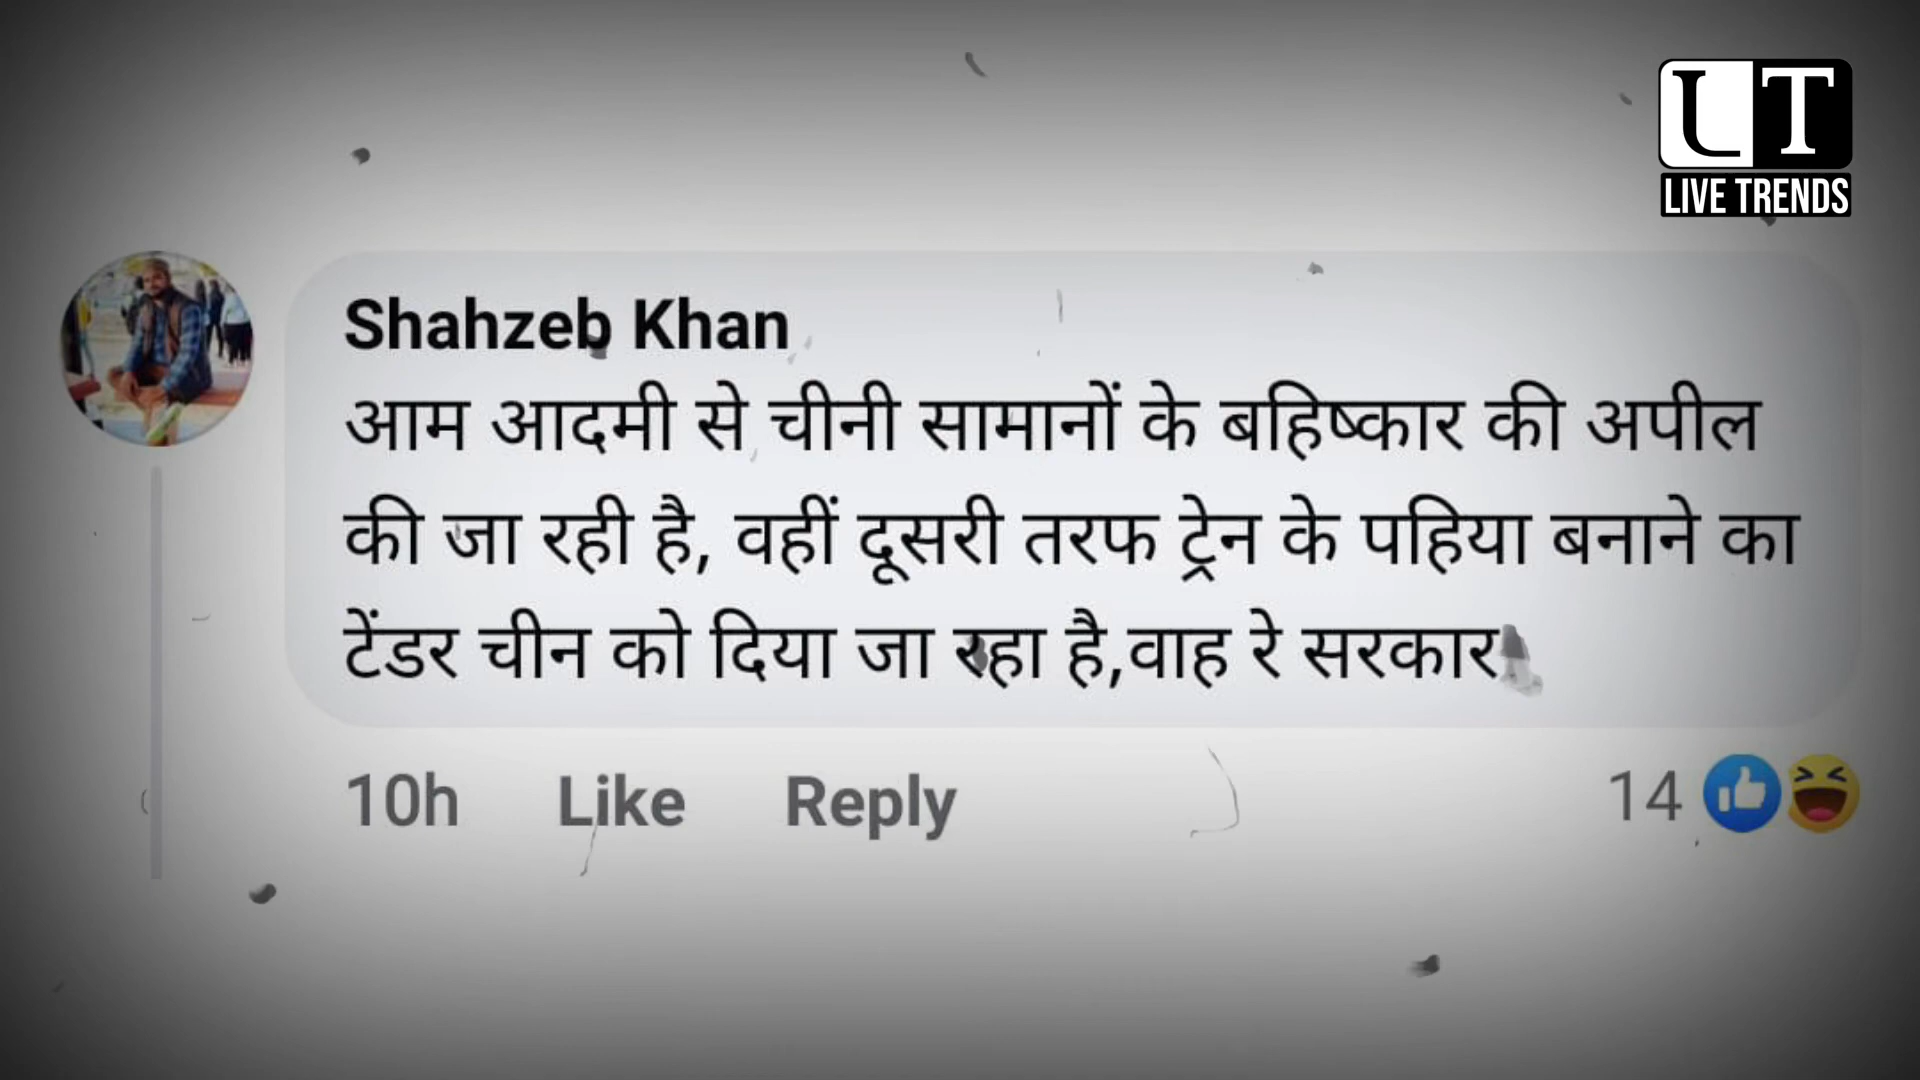 LT
LIVE TRENDS
Shahzeb Khan
आम आदमी से चीनी सामानों के बहिष्कार की अपील
की जा रही है, वहीं दूसरी तरफ ट्रेन के पहिया बनाने का
टेंडर चीन को दिया जा रहा है,वाह रे सरकार
10h Like Reply 14